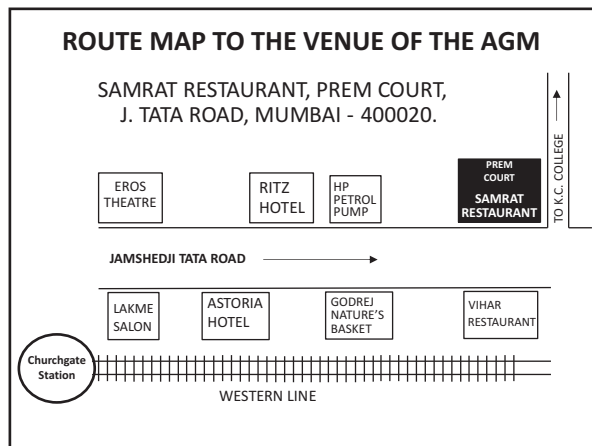 ROUTE MAP TO THE VENUE OF THE AGM
SAMRAT RESTAURANT, PREM COURT,
J. TATA ROAD, MUMBAI - 400020.
EROS
THEATRE
RITZ
HOTEL
HP
PETROL
PUMP
PREM
COURT
SAMRAT
RESTAURANT
TO K.C. COLLEGE
JAMSHEDJI TATA ROAD
LAKME
SALON
ASTORIA
HOTEL
GODREJ
NATURE'S
BASKET
VIHAR
RESTAURANT
Churchgate
Station
WESTERN LINE